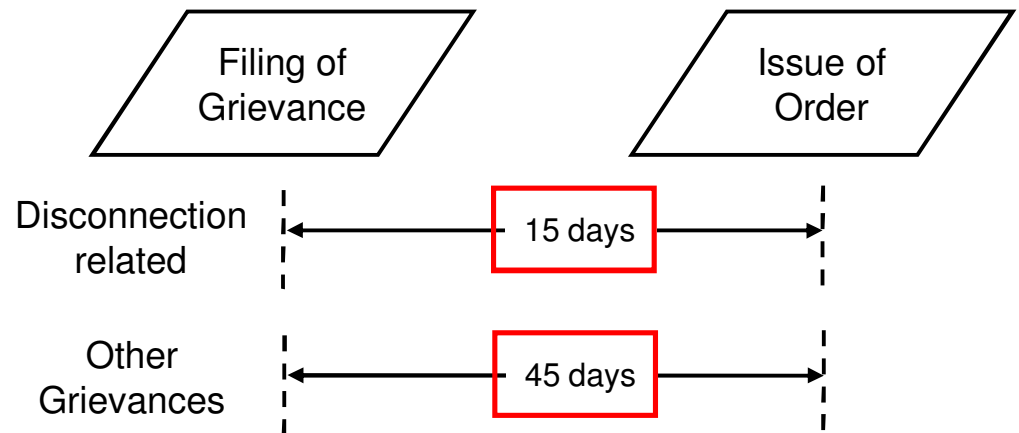 Filing of
Grievance
Issue of
Order
Disconnection
related
15 days
Other
Grievances
45 days